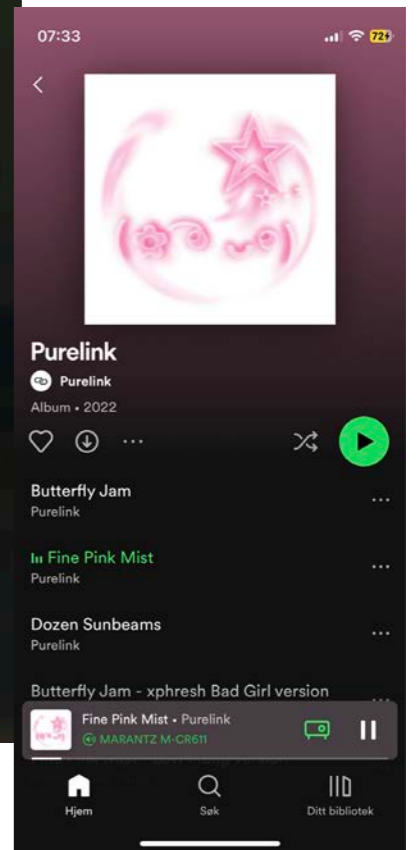 07:33
72
Purelink
Purelink
Album • 2022
Butterfly Jam
Purelink
Fine Pink Mist
Purelink
Dozen Sunbeams
Purelink
Butterfly Jam - xphresh Bad Girl version
Fine Pink Mist • Purelink
MARANTZ M-CR611
Hjem
Søk
Ditt bibliotek